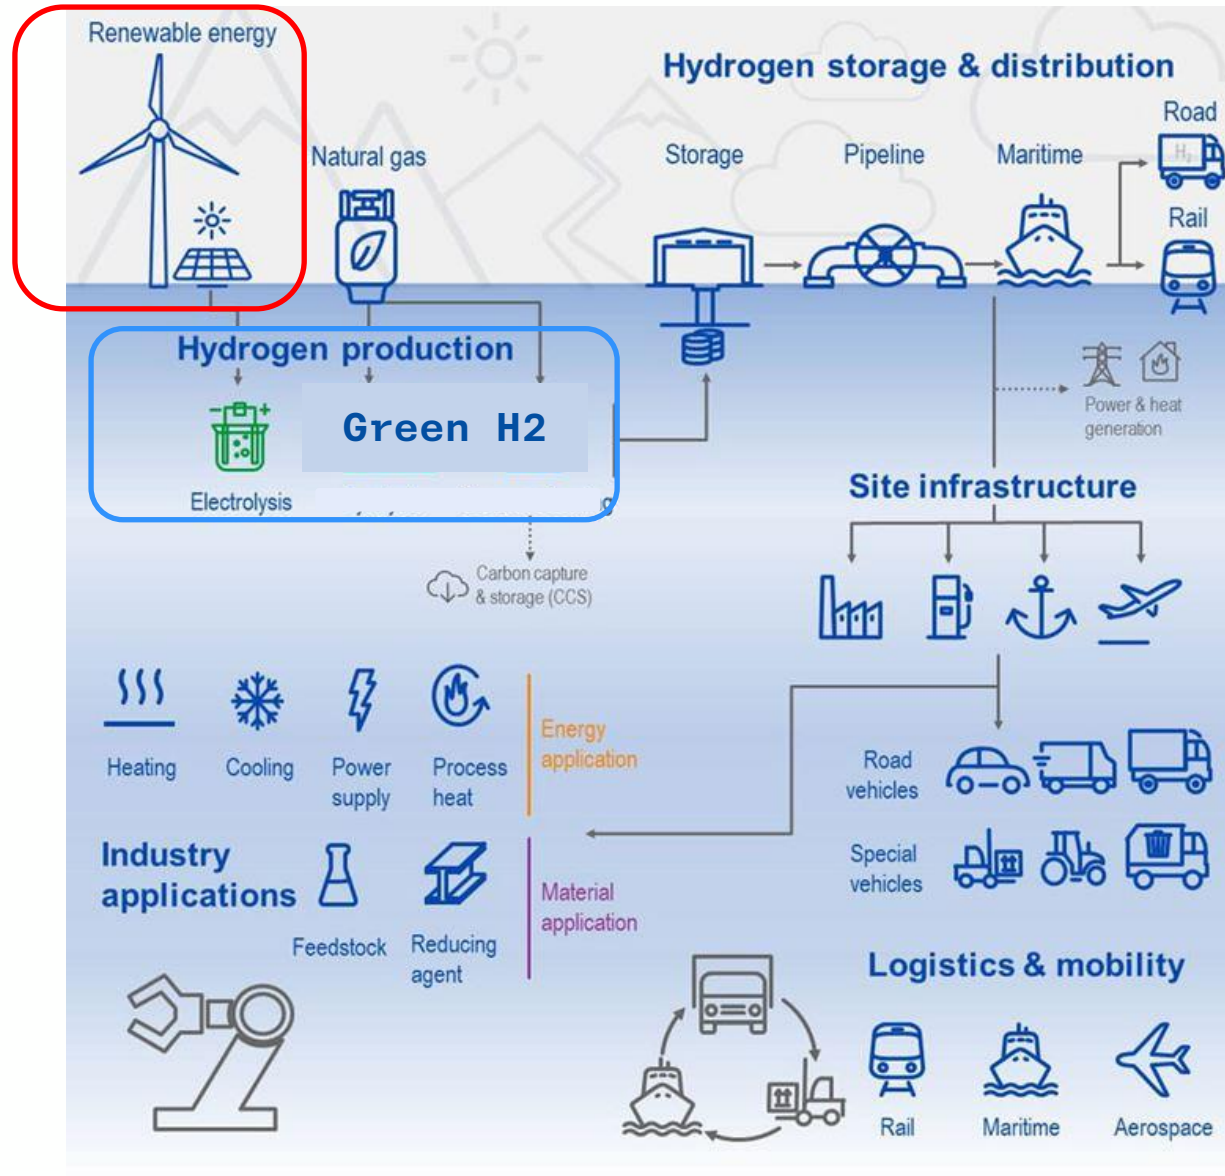 Renewable energy
Natural gas
Hydrogen storage & distribution
Storage
Pipeline
Maritime
Road
H₂
Rail
Hydrogen production
Green H2
Electrolysis
Power & heat
generation
Carbon capture
& storage (CCS)
Site infrastructure
Heating
Cooling
Power
supply
Process
heat
Energy
application
Industry
applications
Feedstock
Reducing
agent
Material
application
Road
vehicles
Special
vehicles
Logistics & mobility
Rail
Maritime
Aerospace